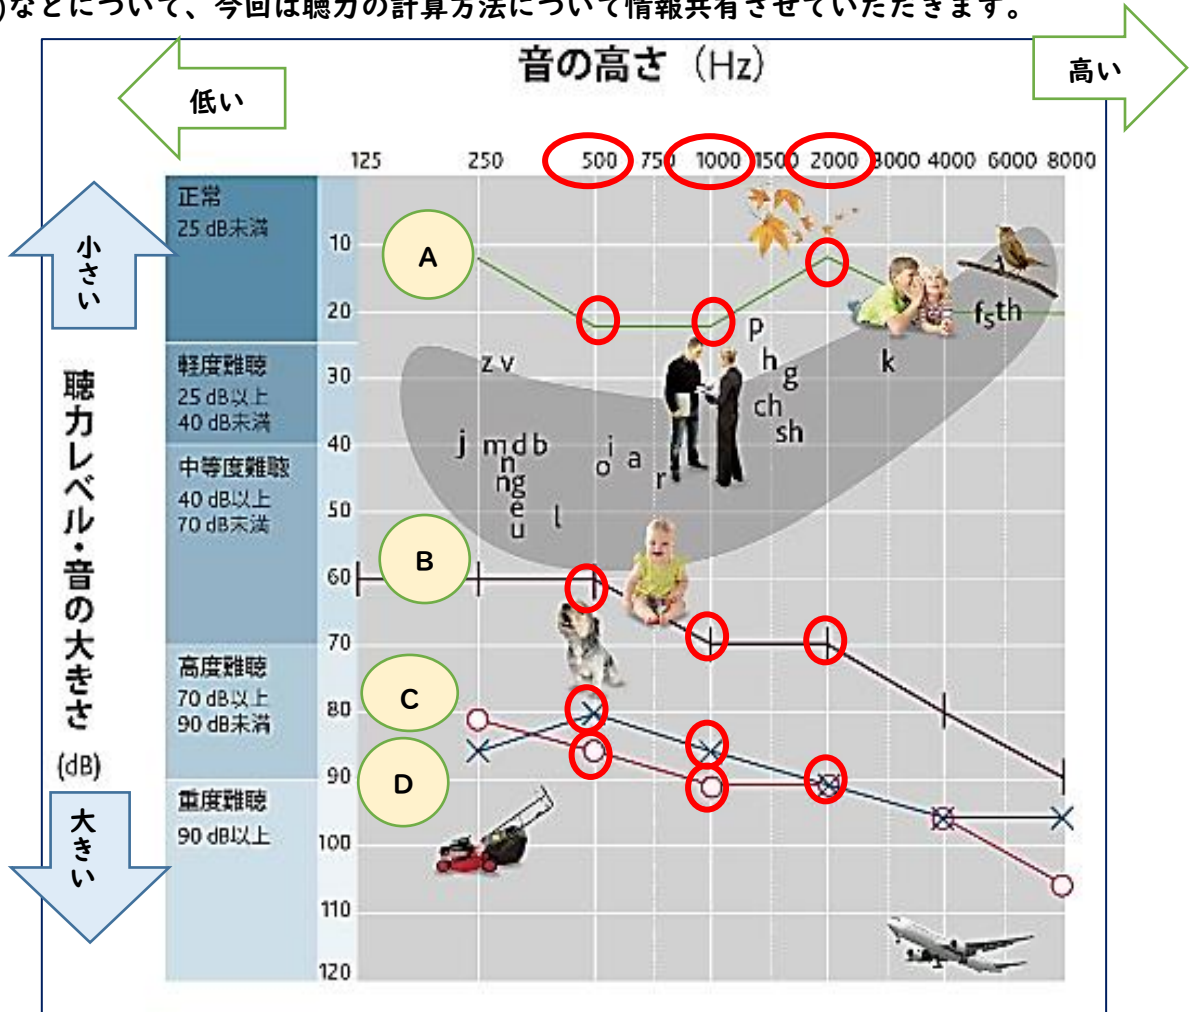 )などについて、今回は聴力の計算方法について情報共有させていただきます。
音の高さ（Hz）
低い
高い
125 250 500 750 1000 1500 2000 3000 4000 6000 8000
小さい
聴力レベル・音の大きさ
(dB)
大きい
正常
25 dB未満
軽度難聴
25 dB以上
40 dB未満
中等度難聴
40 dB以上
70 dB未満
高度難聴
70 dB以上
90 dB未満
重度難聴
90 dB以上
10
20
30
40
50
60
70
80
90
100
110
120
A
B
C
D
z v
j m d b
n
ng
e
u
l
i
o a
r
p
h
g
ch
sh
k
f s th